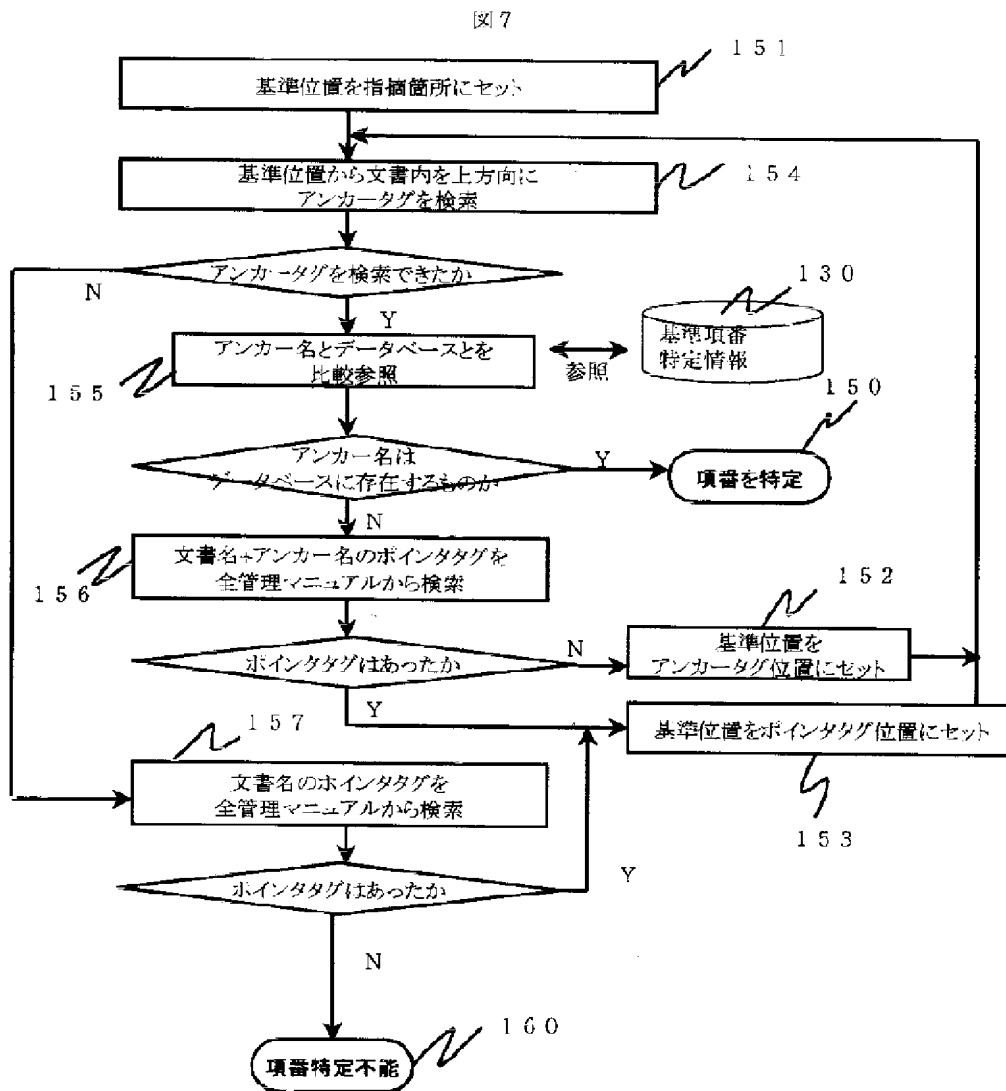 図7
151
基準位置を指摘箇所にセット
基準位置から文書内を上方向に
アンカータグを検索
154
アンカータグを検索できたか
N
Y
130
基準項番
特定情報
アンカー名とデータベースとを
比較参照
参照
155
150
アンカー名は
データベースに存在するものか
Y
項番を特定
N
文書名+アンカー名のポインタタグを
全管理マニュアルから検索
156
152
ポインタタグはあったか
N
基準位置を
アンカータグ位置にセット
Y
157
基準位置をポインタタグ位置にセット
文書名のポインタタグを
全管理マニュアルから検索
153
ポインタタグはあったか
Y
N
160
項番特定不能